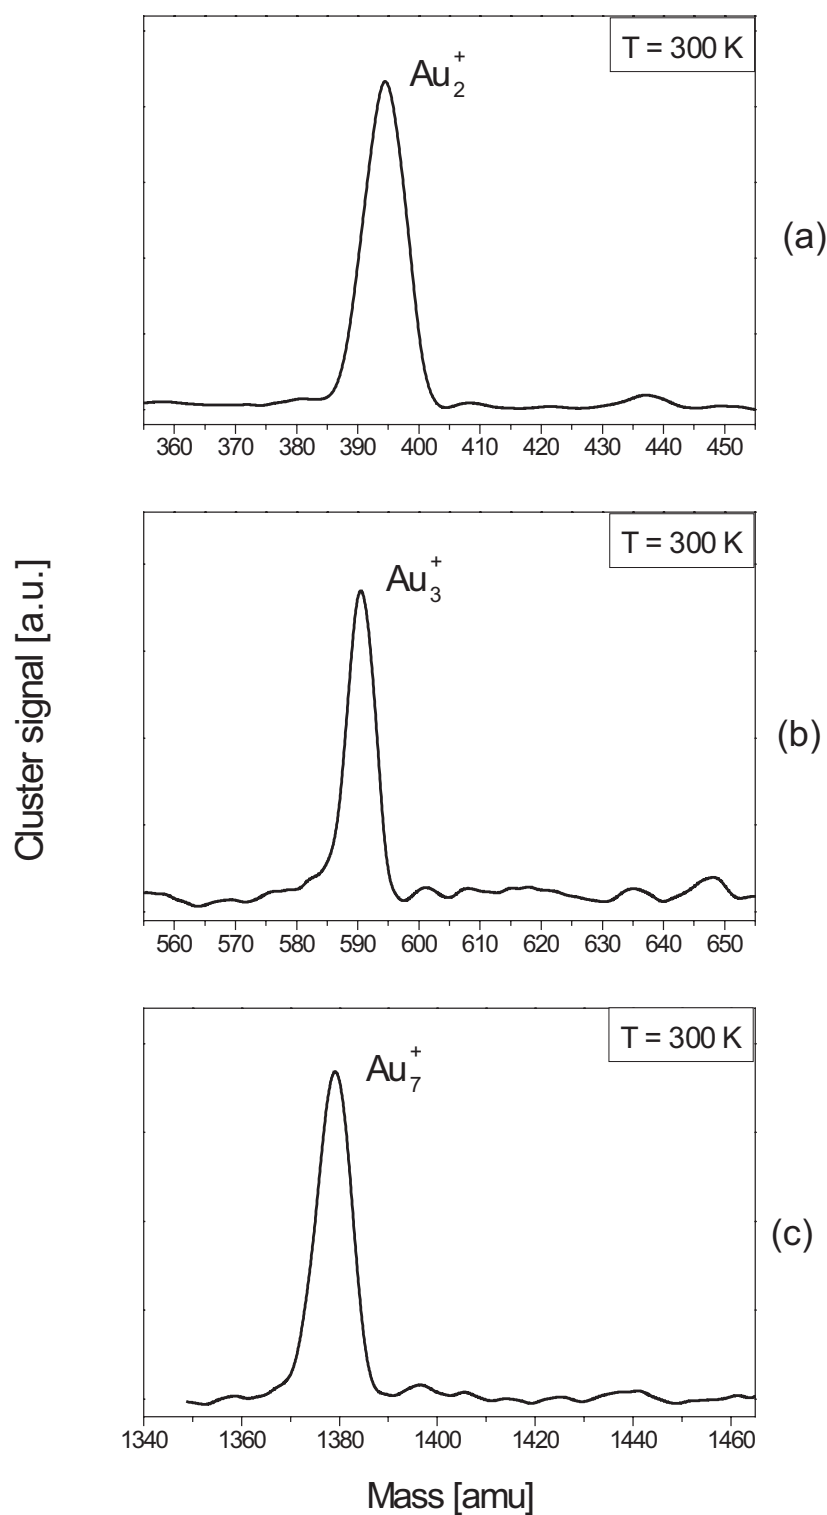 T = 300 K
Au₂⁺
(a)
360 370 380 390 400 410 420 430 440 450
T = 300 K
Au₃⁺
(b)
560 570 580 590 600 610 620 630 640 650
Cluster signal [a.u.]
T = 300 K
Au₇⁺
(c)
1340 1360 1380 1400 1420 1440 1460
Mass [amu]